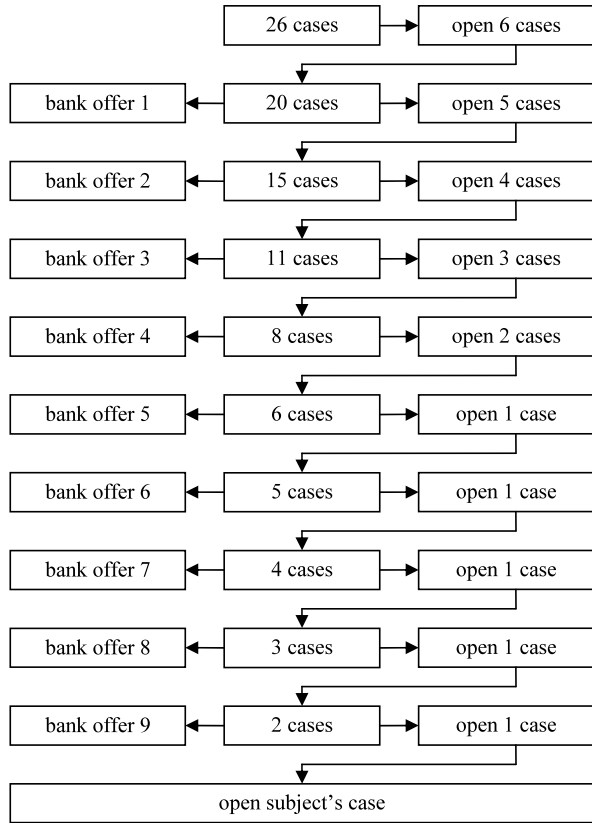 26 cases
open 6 cases
bank offer 1
20 cases
open 5 cases
bank offer 2
15 cases
open 4 cases
bank offer 3
11 cases
open 3 cases
bank offer 4
8 cases
open 2 cases
bank offer 5
6 cases
open 1 case
bank offer 6
5 cases
open 1 case
bank offer 7
4 cases
open 1 case
bank offer 8
3 cases
open 1 case
bank offer 9
2 cases
open 1 case
open subject's case